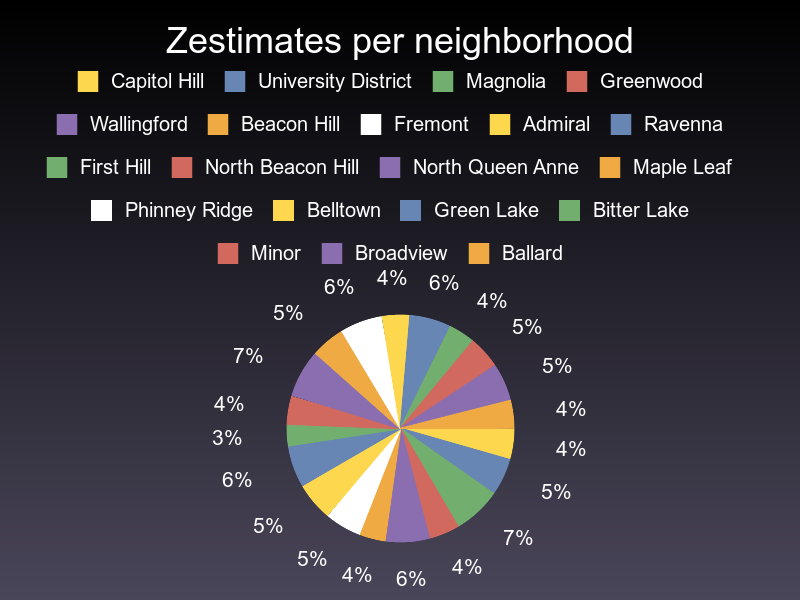 Zestimates per neighborhood
Capitol Hill University District Magnolia Greenwood
Wallingford Beacon Hill Fremont Admiral Ravenna
First Hill North Beacon Hill North Queen Anne Maple Leaf
Phinney Ridge Belltown Green Lake Bitter Lake
Minor Broadview Ballard
6% 4% 6%
5% 4%
5%
7% 5%
4% 4%
3% 4%
6% 5%
5% 7%
5% 4%
4% 6%